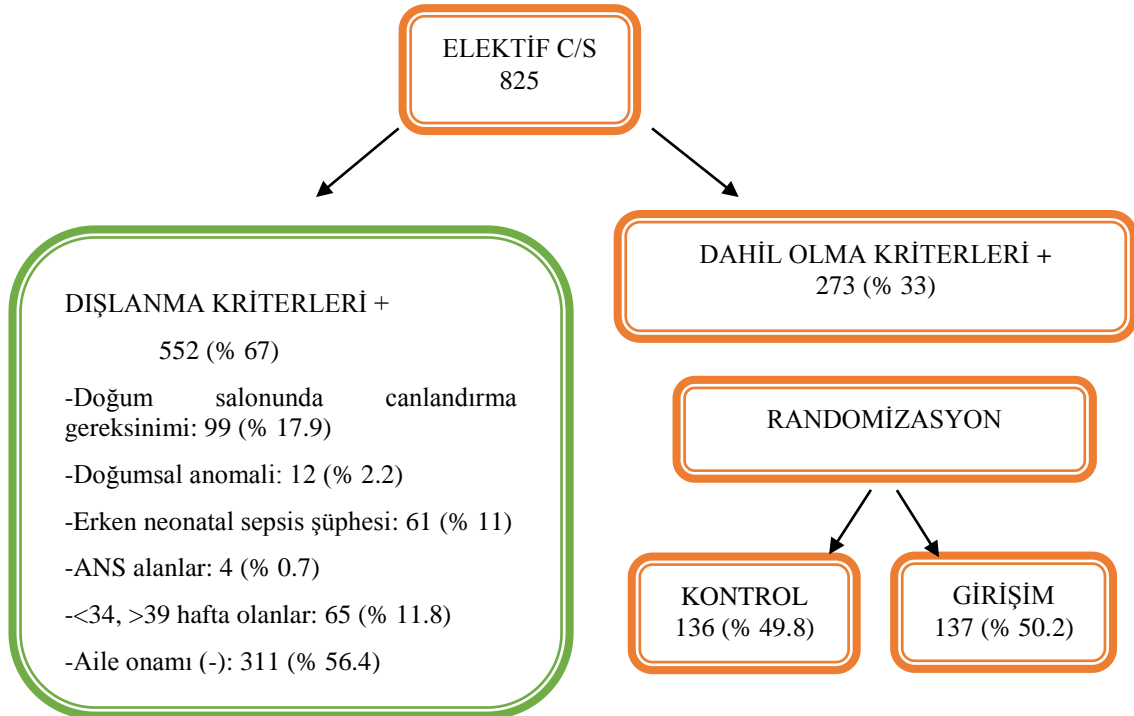 ELEKTİF C/S
825
DIŞLANMA KRİTERLERİ +
552 (% 67)
-Doğum salonunda canlandırma
gereksinimi: 99 (% 17.9)
-Doğumsal anomali: 12 (% 2.2)
-Erken neonatal sepsis şüphesi: 61 (% 11)
-ANS alanlar: 4 (% 0.7)
-<34, >39 hafta olanlar: 65 (% 11.8)
-Aile onamı (-): 311 (% 56.4)
DAHİL OLMA KRİTERLERİ +
273 (% 33)
RANDOMİZASYON
KONTROL
136 (% 49.8)
GİRİŞİM
137 (% 50.2)